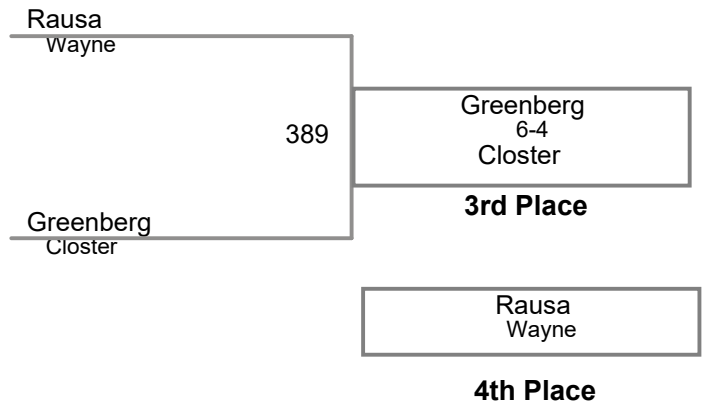 Rausa
Wayne
389
Greenberg
6-4
Closter
3rd Place
Greenberg
Closter
Rausa
Wayne
4th Place